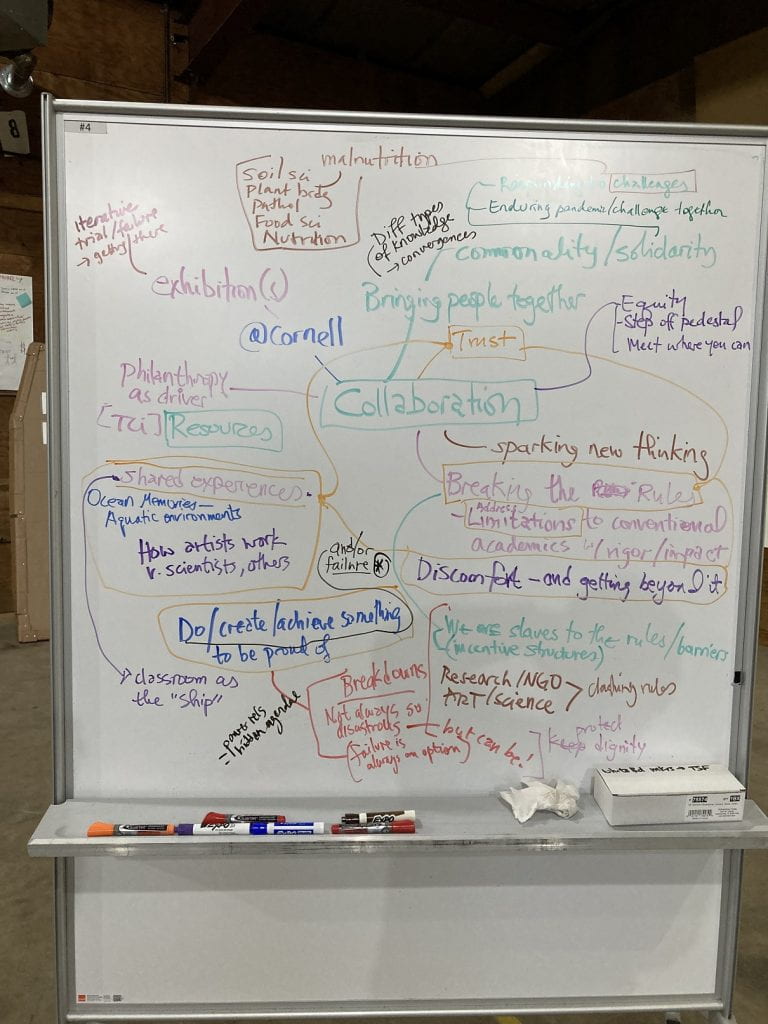 #4
malnutrition
Soil sci
Plant brdg
Pathol
Food sci
Nutrition
Iterative
trial/failure
→ getting there
Diff types
of knowledge
→ convergences
Responding to challenges
Enduring pandemic/challenge together
commonality/solidarity
exhibition(s)
Bringing people together
@Cornell
Trust
Equity
-Step off pedestal
Meet where you can
Philanthropy
as driver
[TCi] Resources
Collaboration
sparking new thinking
Shared experiences.
Ocean Memories—
Aquatic environments
How artists work
v. scientists, others
Breaking the Rules
Address
- Limitations to conventional
academics w/rigor/impact
and/or
failure *
Discomfort - and getting beyond it
Do/create/achieve something
to be proud of
We are slaves to the rules/barriers
(incentive structures)
classroom as
the "Ship"
Breakdowns
Not always so
disastrous — but can be!
(Failure is
always an option)
Research/NGO
ART/science > clashing rules
power rels
- hidden agendas
protect
keep dignity
EXPO
EXPO